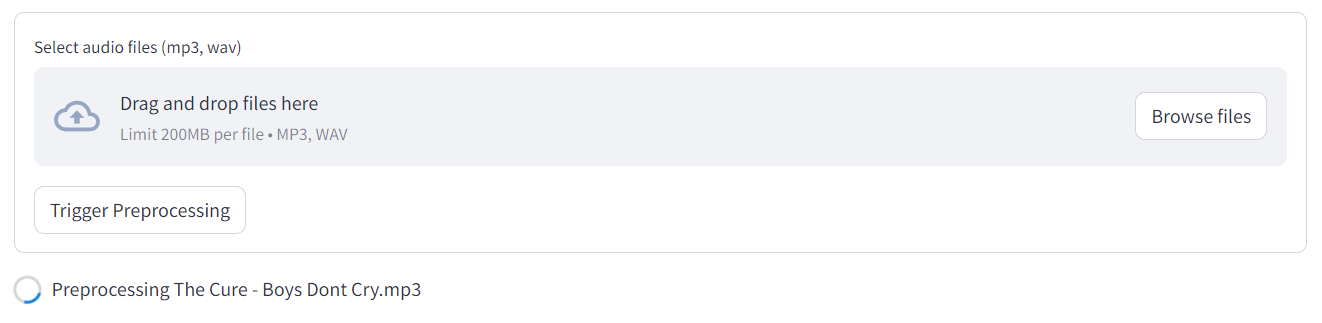 Select audio files (mp3, wav)
Drag and drop files here
Limit 200MB per file • MP3, WAV
Browse files
Trigger Preprocessing
Preprocessing The Cure - Boys Dont Cry.mp3